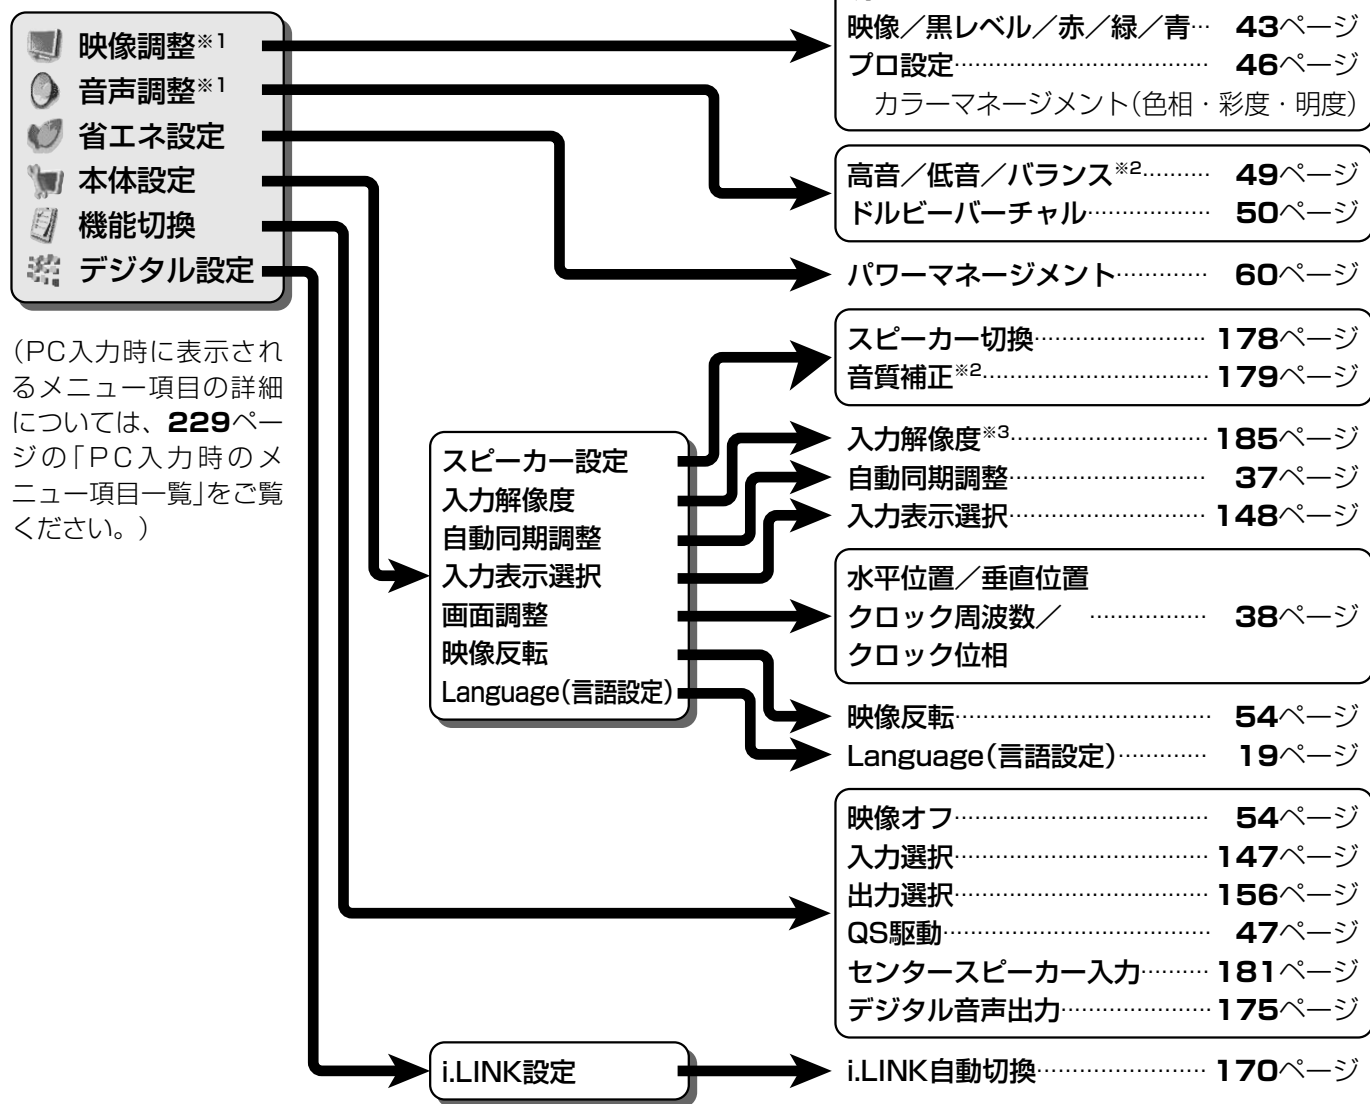 映像調整※1
音声調整※1
省エネ設定
本体設定
機能切換
デジタル設定
(PC入力時に表示され
るメニュー項目の詳細
については、229ペー
ジの「PC入力時のメ
ニュー項目一覧」をご覧
ください。)
スピーカー設定
入力解像度
自動同期調整
入力表示選択
画面調整
映像反転
Language(言語設定)
i.LINK設定
映像／黒レベル／赤／緑／青… 43ページ
プロ設定………………………………… 46ページ
カラーマネージメント(色相・彩度・明度)
高音／低音／バランス※2………… 49ページ
ドルビーバーチャル……………… 50ページ
パワーマネージメント…………… 60ページ
スピーカー切換…………………… 178ページ
音質補正※2………………………… 179ページ
入力解像度※3……………………… 185ページ
自動同期調整……………………… 37ページ
入力表示選択……………………… 148ページ
水平位置／垂直位置
クロック周波数／ …………… 38ページ
クロック位相
映像反転…………………………… 54ページ
Language(言語設定)………… 19ページ
映像オフ…………………………… 54ページ
入力選択…………………………… 147ページ
出力選択…………………………… 156ページ
QS駆動……………………………… 47ページ
センタースピーカー入力……… 181ページ
デジタル音声出力……………… 175ページ
i.LINK自動切換………………… 170ページ